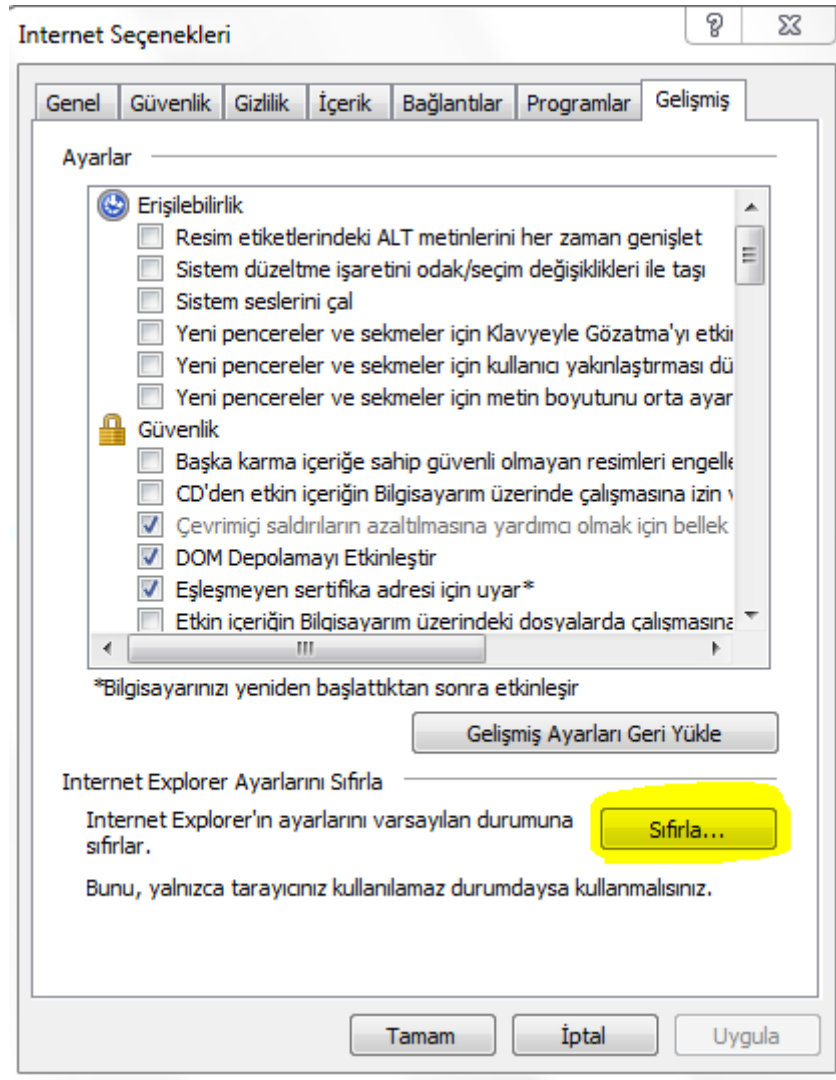 Internet Seçenekleri
Genel Güvenlik Gizlilik İçerik Bağlantılar Programlar Gelişmiş
Ayarlar
Erişilebilirlik
Resim etiketlerindeki ALT metinlerini her zaman genişlet
Sistem düzeltme işaretini odak/seçim değişiklikleri ile taşı
Sistem seslerini çal
Yeni pencereler ve sekmeler için Klavyeyle Gözatma'yı etki
Yeni pencereler ve sekmeler için kullanıcı yakınlaştırması dü
Yeni pencereler ve sekmeler için metin boyutunu orta ayar
Güvenlik
Başka karma içeriğe sahip güvenli olmayan resimleri engelle
CD'den etkin içeriğin Bilgisayarım üzerinde çalışmasına izin
Çevrimiçi saldırıların azaltılmasına yardımcı olmak için bellek
DOM Depolamayı Etkinleştir
Eşleşmeyen sertifika adresi için uyar*
Etkin içeriğin Bilgisayarım üzerindeki dosyalarda çalışmasına
*Bilgisayarınızı yeniden başlattıktan sonra etkinleşir
Gelişmiş Ayarları Geri Yükle
Internet Explorer Ayarlarını Sıfırla
Internet Explorer'ın ayarlarını varsayılan durumuna
sıfırlar.
Sıfırla...
Bunu, yalnızca tarayıcınız kullanılamaz durumdaysa kullanmalısınız.
Tamam İptal Uygula